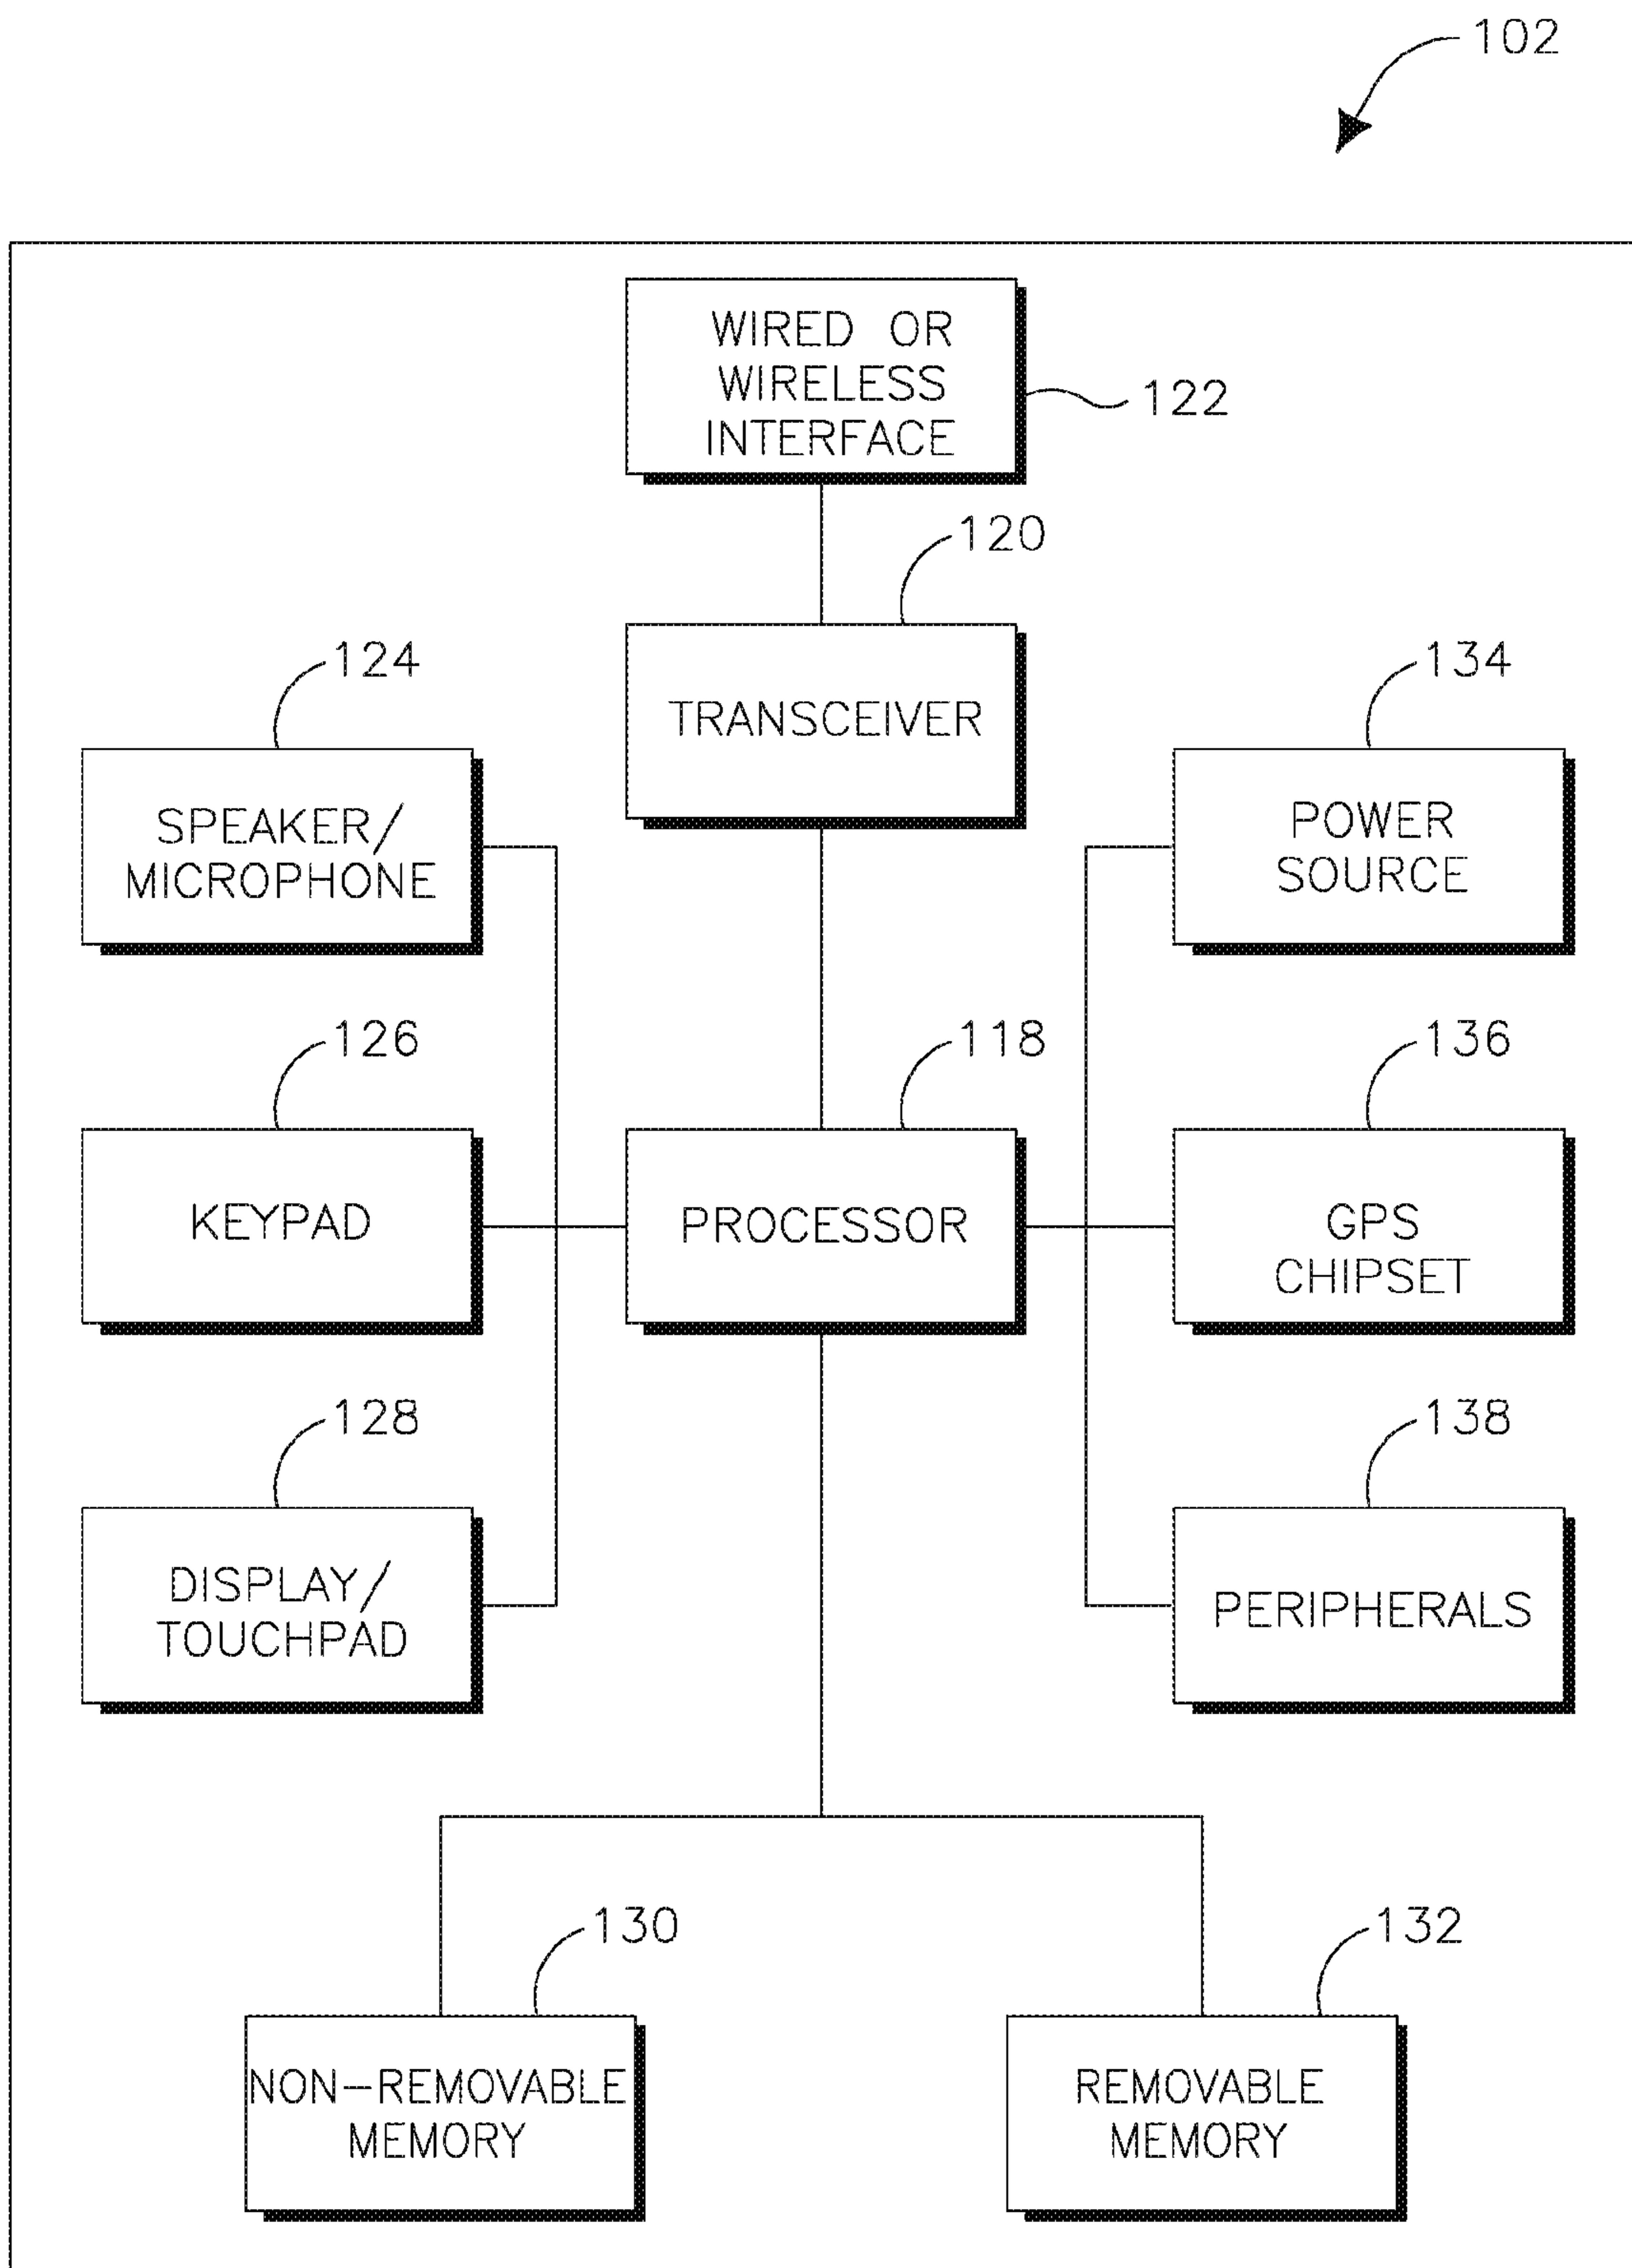 102
WIRED OR
WIRELESS
INTERFACE
122
120
TRANSCEIVER
124
SPEAKER/
MICROPHONE
134
POWER
SOURCE
126
KEYPAD
118
PROCESSOR
136
GPS
CHIPSET
128
DISPLAY/
TOUCHPAD
138
PERIPHERALS
130
NON-REMOVABLE
MEMORY
132
REMOVABLE
MEMORY